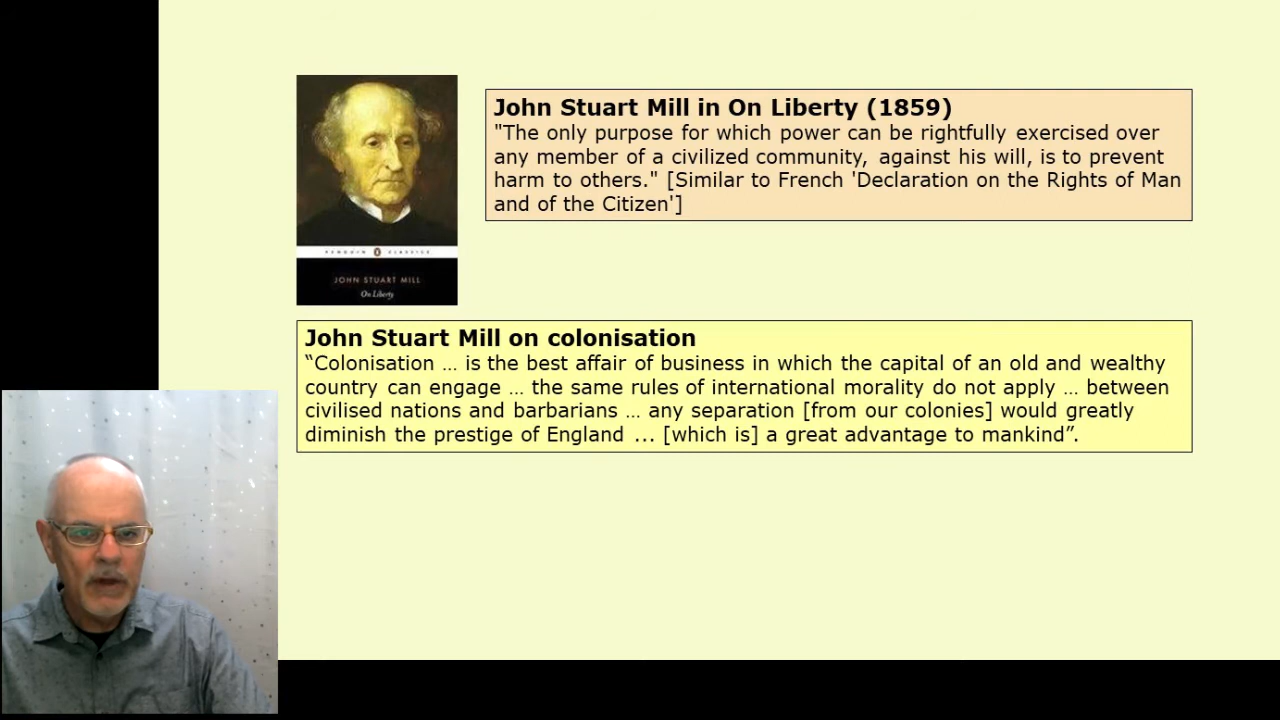 John Stuart Mill in On Liberty (1859)
"The only purpose for which power can be rightfully exercised over
any member of a civilized community, against his will, is to prevent
harm to others." [Similar to French 'Declaration on the Rights of Man
and of the Citizen']
PENGUIN CLASSICS
JOHN STUART MILL
On Liberty
John Stuart Mill on colonisation
“Colonisation … is the best affair of business in which the capital of an old and wealthy
country can engage … the same rules of international morality do not apply … between
civilised nations and barbarians … any separation [from our colonies] would greatly
diminish the prestige of England ... [which is] a great advantage to mankind”.